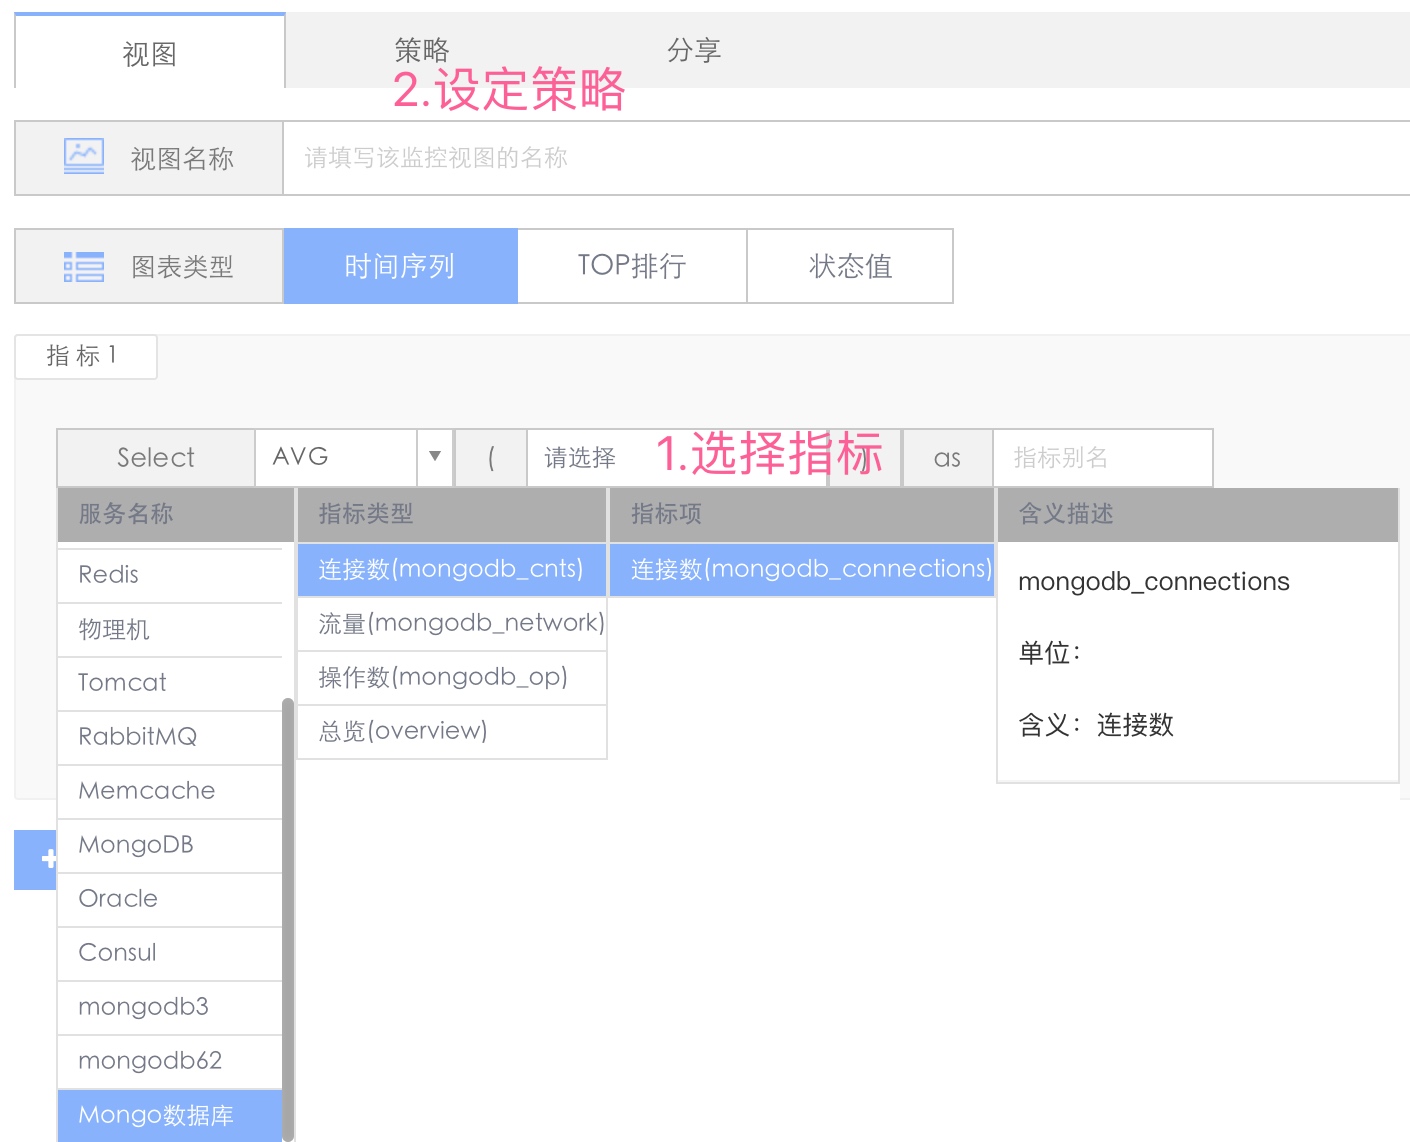 视图
策略
分享
2.设定策略
视图名称
请填写该监控视图的名称
图表类型
时间序列
TOP排行
状态值
指 标 1
Select
AVG
(
请选择
1.选择指标
)
as
指标别名
服务名称
指标类型
指标项
含义描述
Redis
物理机
Tomcat
RabbitMQ
Memcache
MongoDB
Oracle
Consul
mongodb3
mongodb62
Mongo数据库
连接数(mongodb_cnts)
流量(mongodb_network)
操作数(mongodb_op)
总览(overview)
连接数(mongodb_connections)
mongodb_connections
单位：
含义：连接数